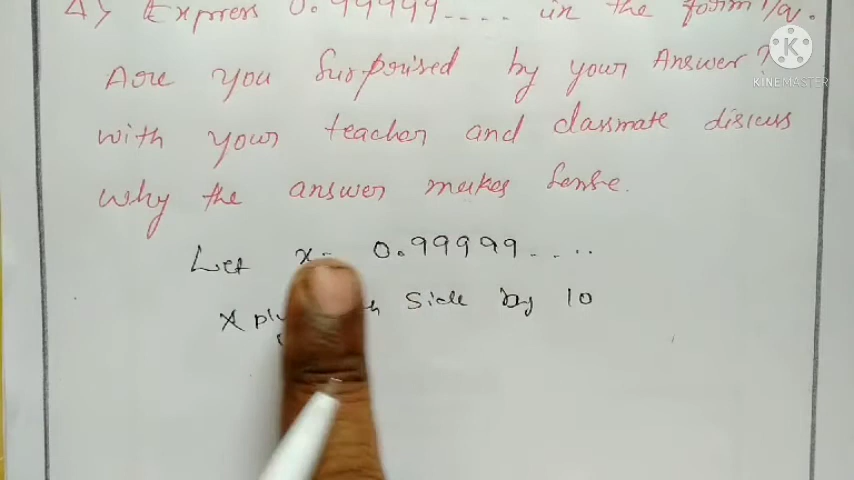 4) Express 0.99999.... in the form P/q.
Are you Surprised by your Answer?
KINEMASTER
with your teacher and classmate discuss
why the answer makes sense.
Let x= 0.99999....
Side by 10